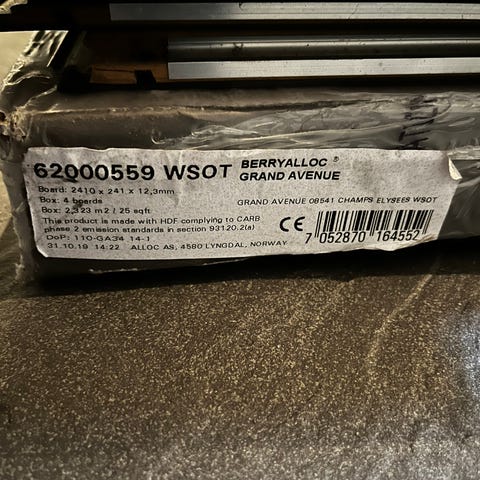 62000559 WSOT BERRYALLOC®
GRAND AVENUE
Board: 2410 x 241 x 12,3mm
Box: 4 boards
GRAND AVENUE 0B541 CHAMPS ELYSEES WSOT
Box: 2,323 m2 / 25 sqft
This product is made with HDF complying to CARB
phase 2 emission standards in section 93120.2(a)
DoP: 110-GA34 14-1
31.10.19 14:22 ALLOC AS, 4580 LYNGDAL, NORWAY
CE
7 052870 164552